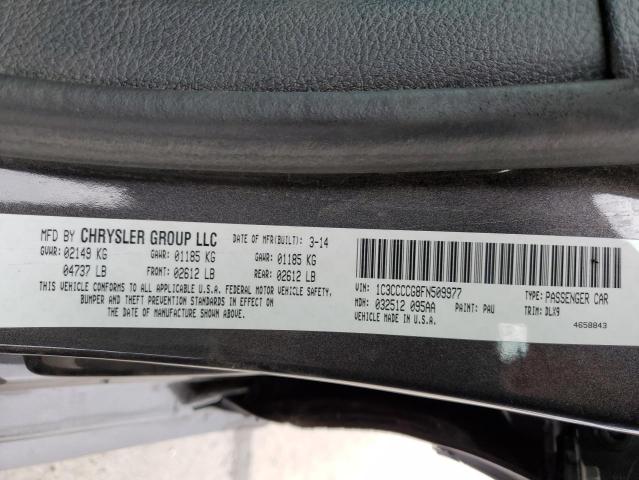 MFD BY CHRYSLER GROUP LLC DATE OF MFR(BUILT): 3-14
GVWR: 02149 KG GAWR: 01185 KG GAWR: 01185 KG
04737 LB FRONT: 02612 LB REAR: 02612 LB
THIS VEHICLE CONFORMS TO ALL APPLICABLE U.S.A. FEDERAL MOTOR VEHICLE SAFETY,
BUMPER AND THEFT PREVENTION STANDARDS IN EFFECT ON
THE DATE OF MANUFACTURE SHOWN ABOVE.
VIN: 1C3CCCCG8FN509977 TYPE: PASSENGER CAR
MDH: 032512 095AA PAINT: PAU TRIM: DLX9
VEHICLE MADE IN U.S.A. 4658843